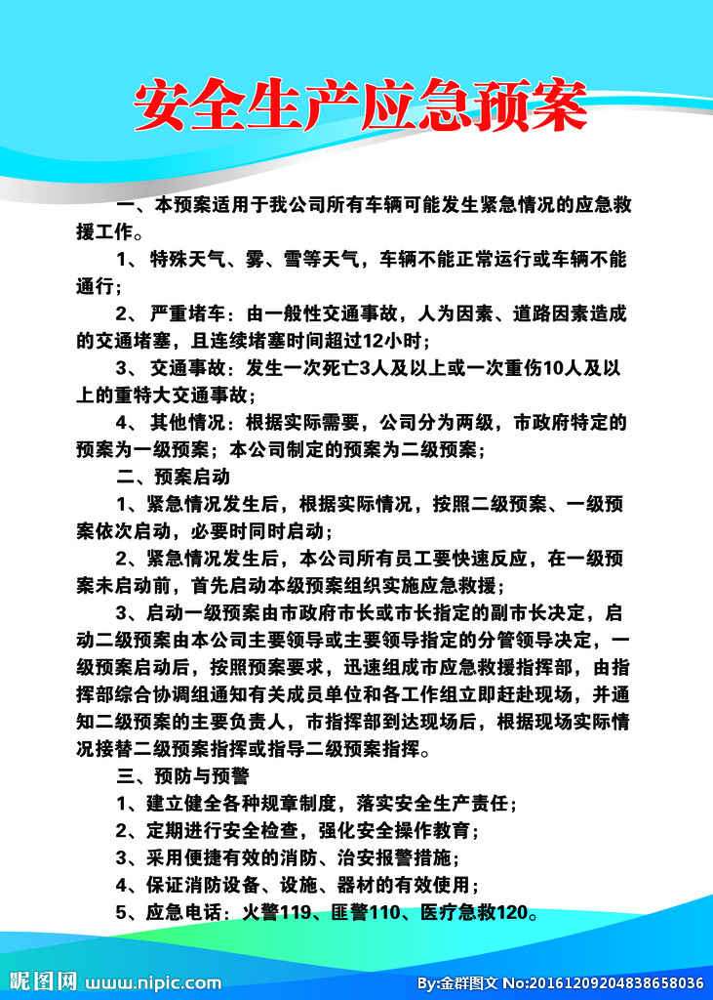 安全生产应急预案
一、本预案适用于我公司所有车辆可能发生紧急情况的应急救
援工作。
1、 特殊天气、雾、雪等天气，车辆不能正常运行或车辆不能
通行；
2、 严重堵车：由一般性交通事故，人为因素、道路因素造成
的交通堵塞，且连续堵塞时间超过12小时；
3、 交通事故：发生一次死亡3人及以上或一次重伤10人及以
上的重特大交通事故；
4、 其他情况：根据实际需要，公司分为两级，市政府特定的
预案为一级预案；本公司制定的预案为二级预案；
二、预案启动
1、紧急情况发生后，根据实际情况，按照二级预案、一级预
案依次启动，必要时同时启动；
2、紧急情况发生后，本公司所有员工要快速反应，在一级预
案未启动前，首先启动本级预案组织实施应急救援；
3、启动一级预案由市政府市长或市长指定的副市长决定，启
动二级预案由本公司主要领导或主要领导指定的分管领导决定，一
级预案启动后，按照预案要求，迅速组成市应急救援指挥部，由指
挥部综合协调组通知有关成员单位和各工作组立即赶赴现场，并通
知二级预案的主要负责人，市指挥部到达现场后，根据现场实际情
况接替二级预案指挥或指导二级预案指挥。
三、预防与预警
1、建立健全各种规章制度，落实安全生产责任；
2、定期进行安全检查，强化安全操作教育；
3、采用便捷有效的消防、治安报警措施；
4、保证消防设备、设施、器材的有效使用；
5、应急电话：火警119、匪警110、医疗急救120。
昵图网 www.nipic.com
By:金群图文 No:20161209204838658036